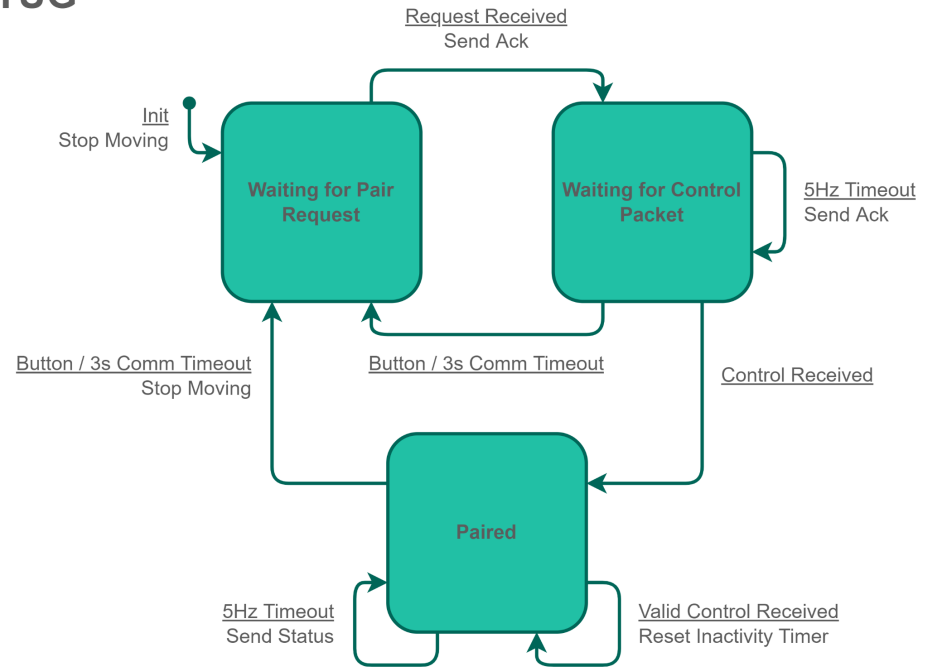 Request Received
Send Ack
Init
Stop Moving
Waiting for Pair
Request
Waiting for Control
Packet
5Hz Timeout
Send Ack
Button / 3s Comm Timeout
Stop Moving
Button / 3s Comm Timeout
Control Received
Paired
5Hz Timeout
Send Status
Valid Control Received
Reset Inactivity Timer